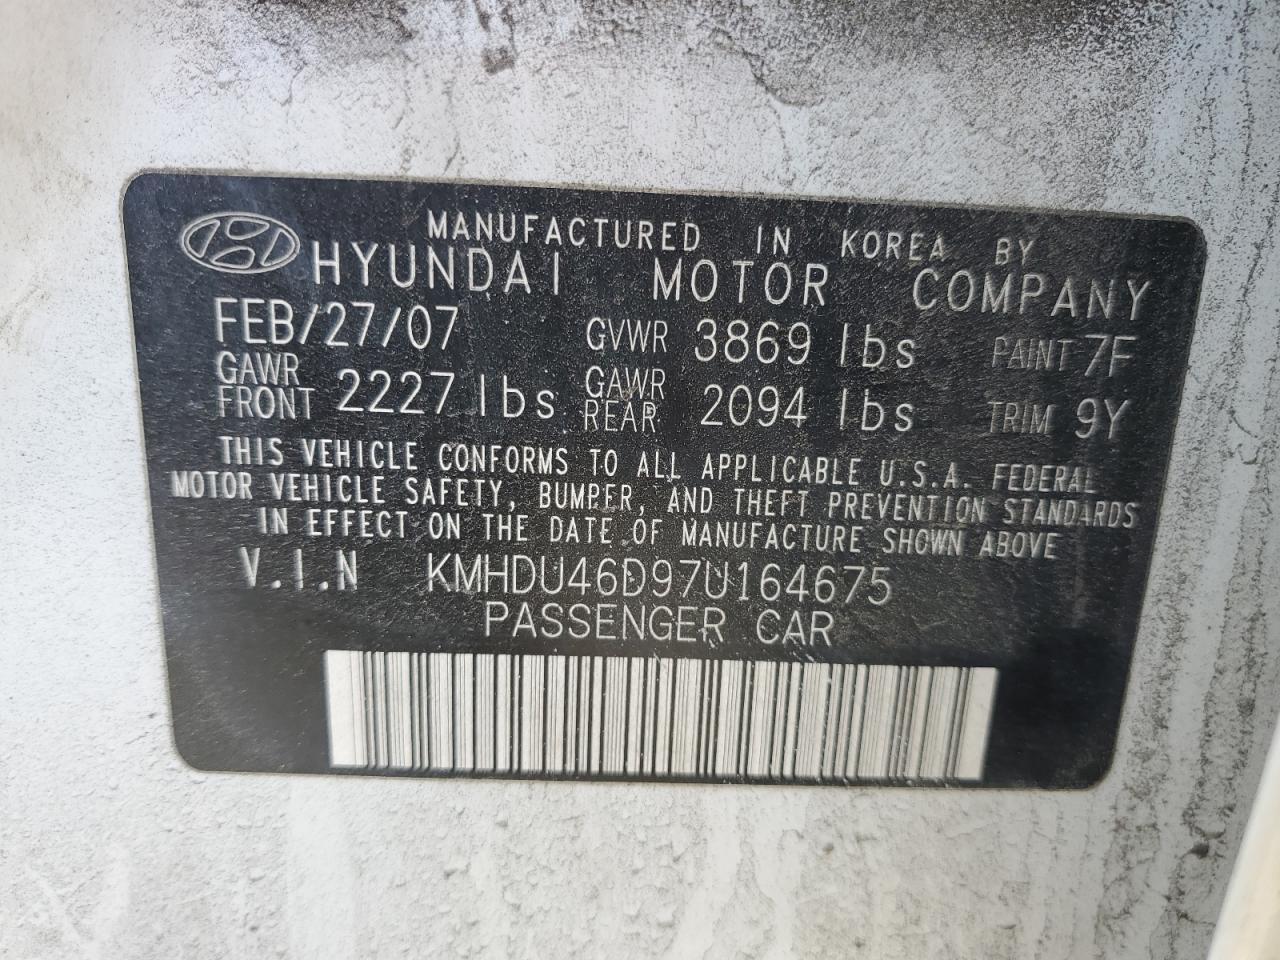 MANUFACTURED IN KOREA BY
HYUNDAI MOTOR COMPANY
FEB/27/07 GVWR 3869 lbs PAINT 7F
GAWR FRONT 2227 lbs GAWR REAR 2094 lbs TRIM 9Y
THIS VEHICLE CONFORMS TO ALL APPLICABLE U.S.A. FEDERAL
MOTOR VEHICLE SAFETY, BUMPER, AND THEFT PREVENTION STANDARDS
IN EFFECT ON THE DATE OF MANUFACTURE SHOWN ABOVE
V.I.N KMHDU46D97U164675
PASSENGER CAR